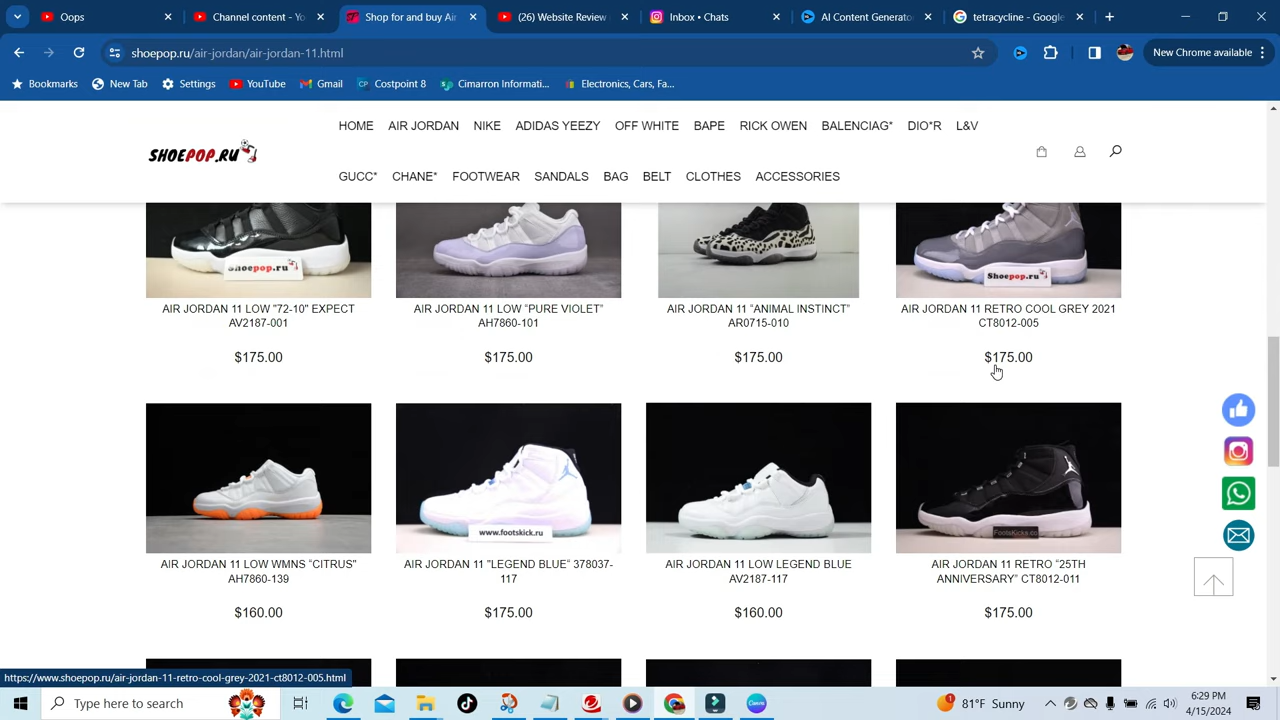 Oops
Channel content - Yo
Shop for and buy Air
(26) Website Review
Inbox • Chats
AI Content Generato
tetracycline - Google
shoepop.ru/air-jordan/air-jordan-11.html
New Chrome available
Bookmarks
New Tab
Settings
YouTube
Gmail
Costpoint 8
Cimarron Informati...
Electronics, Cars, Fa...
HOME
AIR JORDAN
NIKE
ADIDAS YEEZY
OFF WHITE
BAPE
RICK OWEN
BALENCIAG*
DIO*R
L&V
SHOEPOP.RU
GUCC*
CHANE*
FOOTWEAR
SANDALS
BAG
BELT
CLOTHES
ACCESSORIES
Shoepop.ru
Shoepop.ru
AIR JORDAN 11 LOW "72-10" EXPECT
AV2187-001
$175.00
AIR JORDAN 11 LOW “PURE VIOLET”
AH7860-101
$175.00
AIR JORDAN 11 “ANIMAL INSTINCT”
AR0715-010
$175.00
AIR JORDAN 11 RETRO COOL GREY 2021
CT8012-005
$175.00
www.footskick.ru
FootsKicks.co
AIR JORDAN 11 LOW WMNS “CITRUS”
AH7860-139
$160.00
AIR JORDAN 11 "LEGEND BLUE“ 378037-
117
$175.00
AIR JORDAN 11 LOW LEGEND BLUE
AV2187-117
$160.00
AIR JORDAN 11 RETRO “25TH
ANNIVERSARY” CT8012-011
$175.00
https://www.shoepop.ru/air-jordan-11-retro-cool-grey-2021-ct8012-005.html
Type here to search
81°F Sunny
6:29 PM
4/15/2024